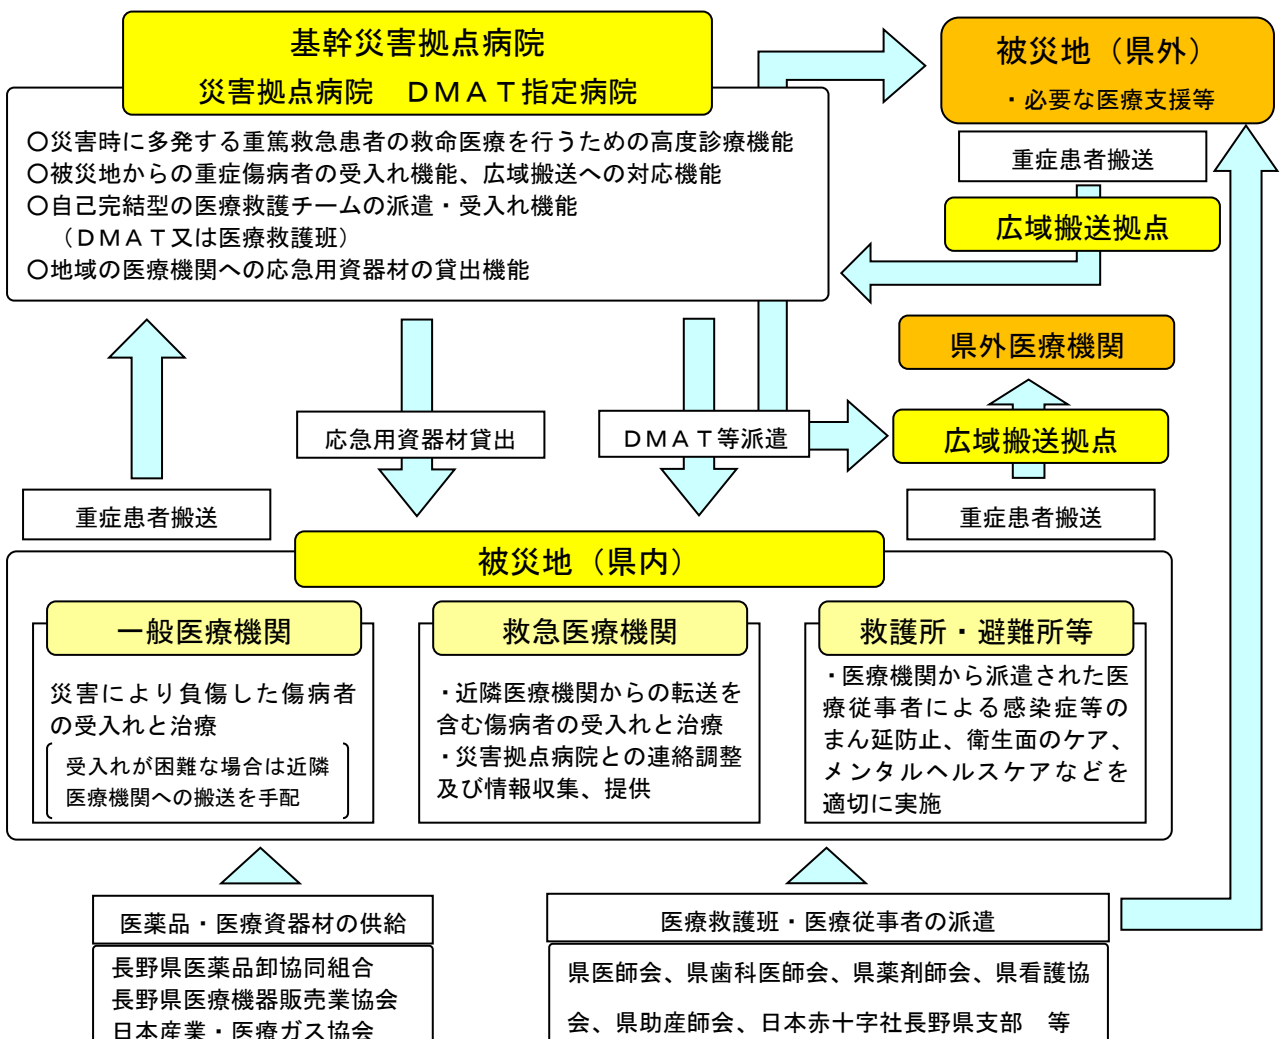 基幹災害拠点病院
災害拠点病院　ＤＭＡＴ指定病院
○災害時に多発する重篤救急患者の救命医療を行うための高度診療機能
○被災地からの重症傷病者の受入れ機能、広域搬送への対応機能
○自己完結型の医療救護チームの派遣・受入れ機能
（ＤＭＡＴ又は医療救護班）
○地域の医療機関への応急用資器材の貸出機能
被災地（県外）
・必要な医療支援等
重症患者搬送
広域搬送拠点
県外医療機関
広域搬送拠点
重症患者搬送
応急用資器材貸出
ＤＭＡＴ等派遣
重症患者搬送
被災地（県内）
一般医療機関
災害により負傷した傷病者
の受入れと治療
受入れが困難な場合は近隣
医療機関への搬送を手配
救急医療機関
・近隣医療機関からの転送を
含む傷病者の受入れと治療
・災害拠点病院との連絡調整
及び情報収集、提供
救護所・避難所等
・医療機関から派遣された医
療従事者による感染症等の
まん延防止、衛生面のケア、
メンタルヘルスケアなどを
適切に実施
医薬品・医療資器材の供給
長野県医薬品卸協同組合
長野県医療機器販売業協会
日本産業・医療ガス協会
医療救護班・医療従事者の派遣
県医師会、県歯科医師会、県薬剤師会、県看護協
会、県助産師会、日本赤十字社長野県支部　等